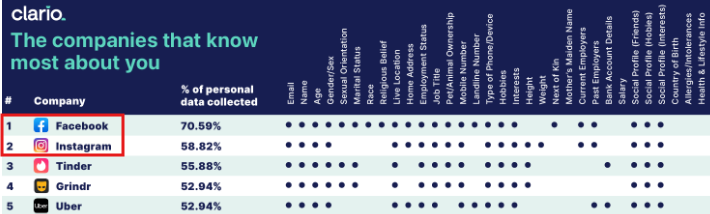 clario.
The companies that know
most about you
# Company % of personal data collected Email Name Age Gender/Sex Sexual Orientation Marital Status Race Religious Belief Live Location Home Address Employment Status Job Title Pet/Animal Ownership Mobile Number Landline Number Type of Phone/Device Hobbies Interests Height Weight Next of Kin Mother's Maiden Name Current Employers Past Employers Bank Account Details Salary Social Profile (Friends) Social Profile (Hobies) Social Profile (Interests) Country of Birth Allergies/Intolerances Health & Lifestyle Info
1 Facebook 70.59%
2 Instagram 58.82%
3 Tinder 55.88%
4 Grindr 52.94%
5 Uber Uber 52.94%